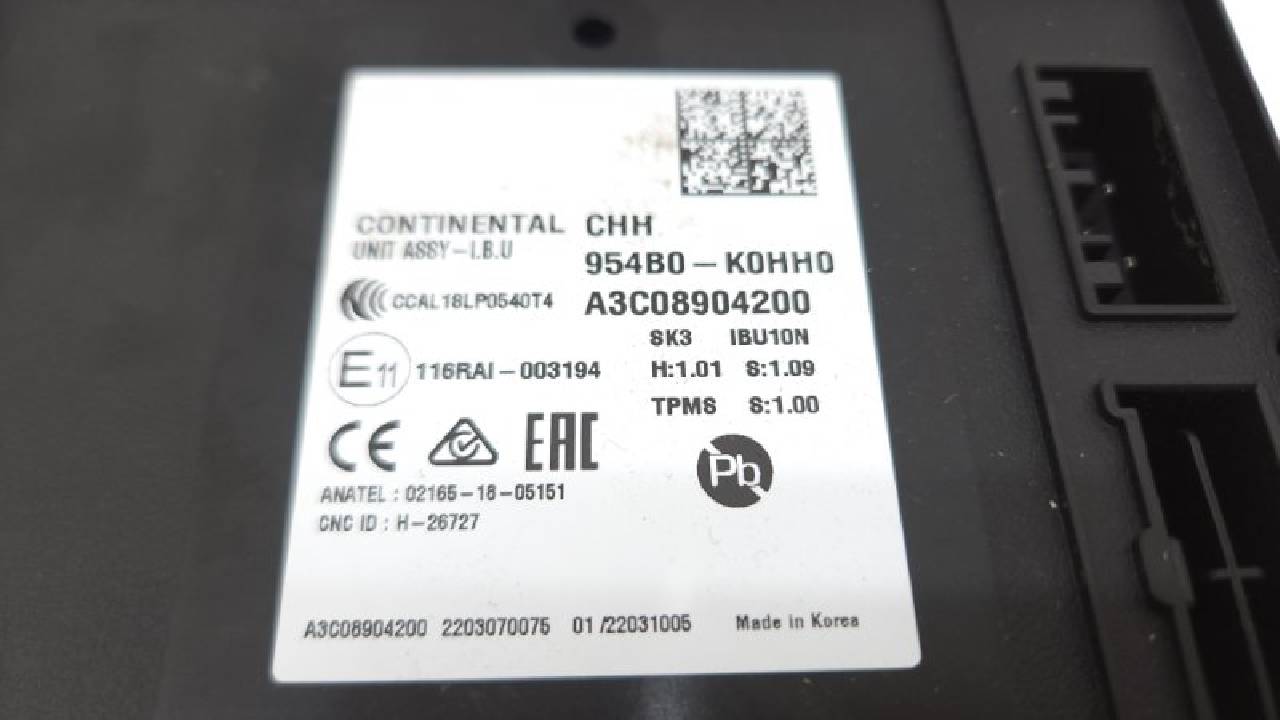 CONTINENTAL CHH
UNIT ASSY-I.B.U
954B0-K0HH0
CCAL18LP0540T4 A3C08904200
SK3 IBU10N
E11 116RAI-003194 H:1.01 S:1.09
TPMS S:1.00
CE EAC Pb
ANATEL : 02165-18-05151
CNC ID : H-26727
A3C08904200 2203070075 01 /22031005 Made in Korea